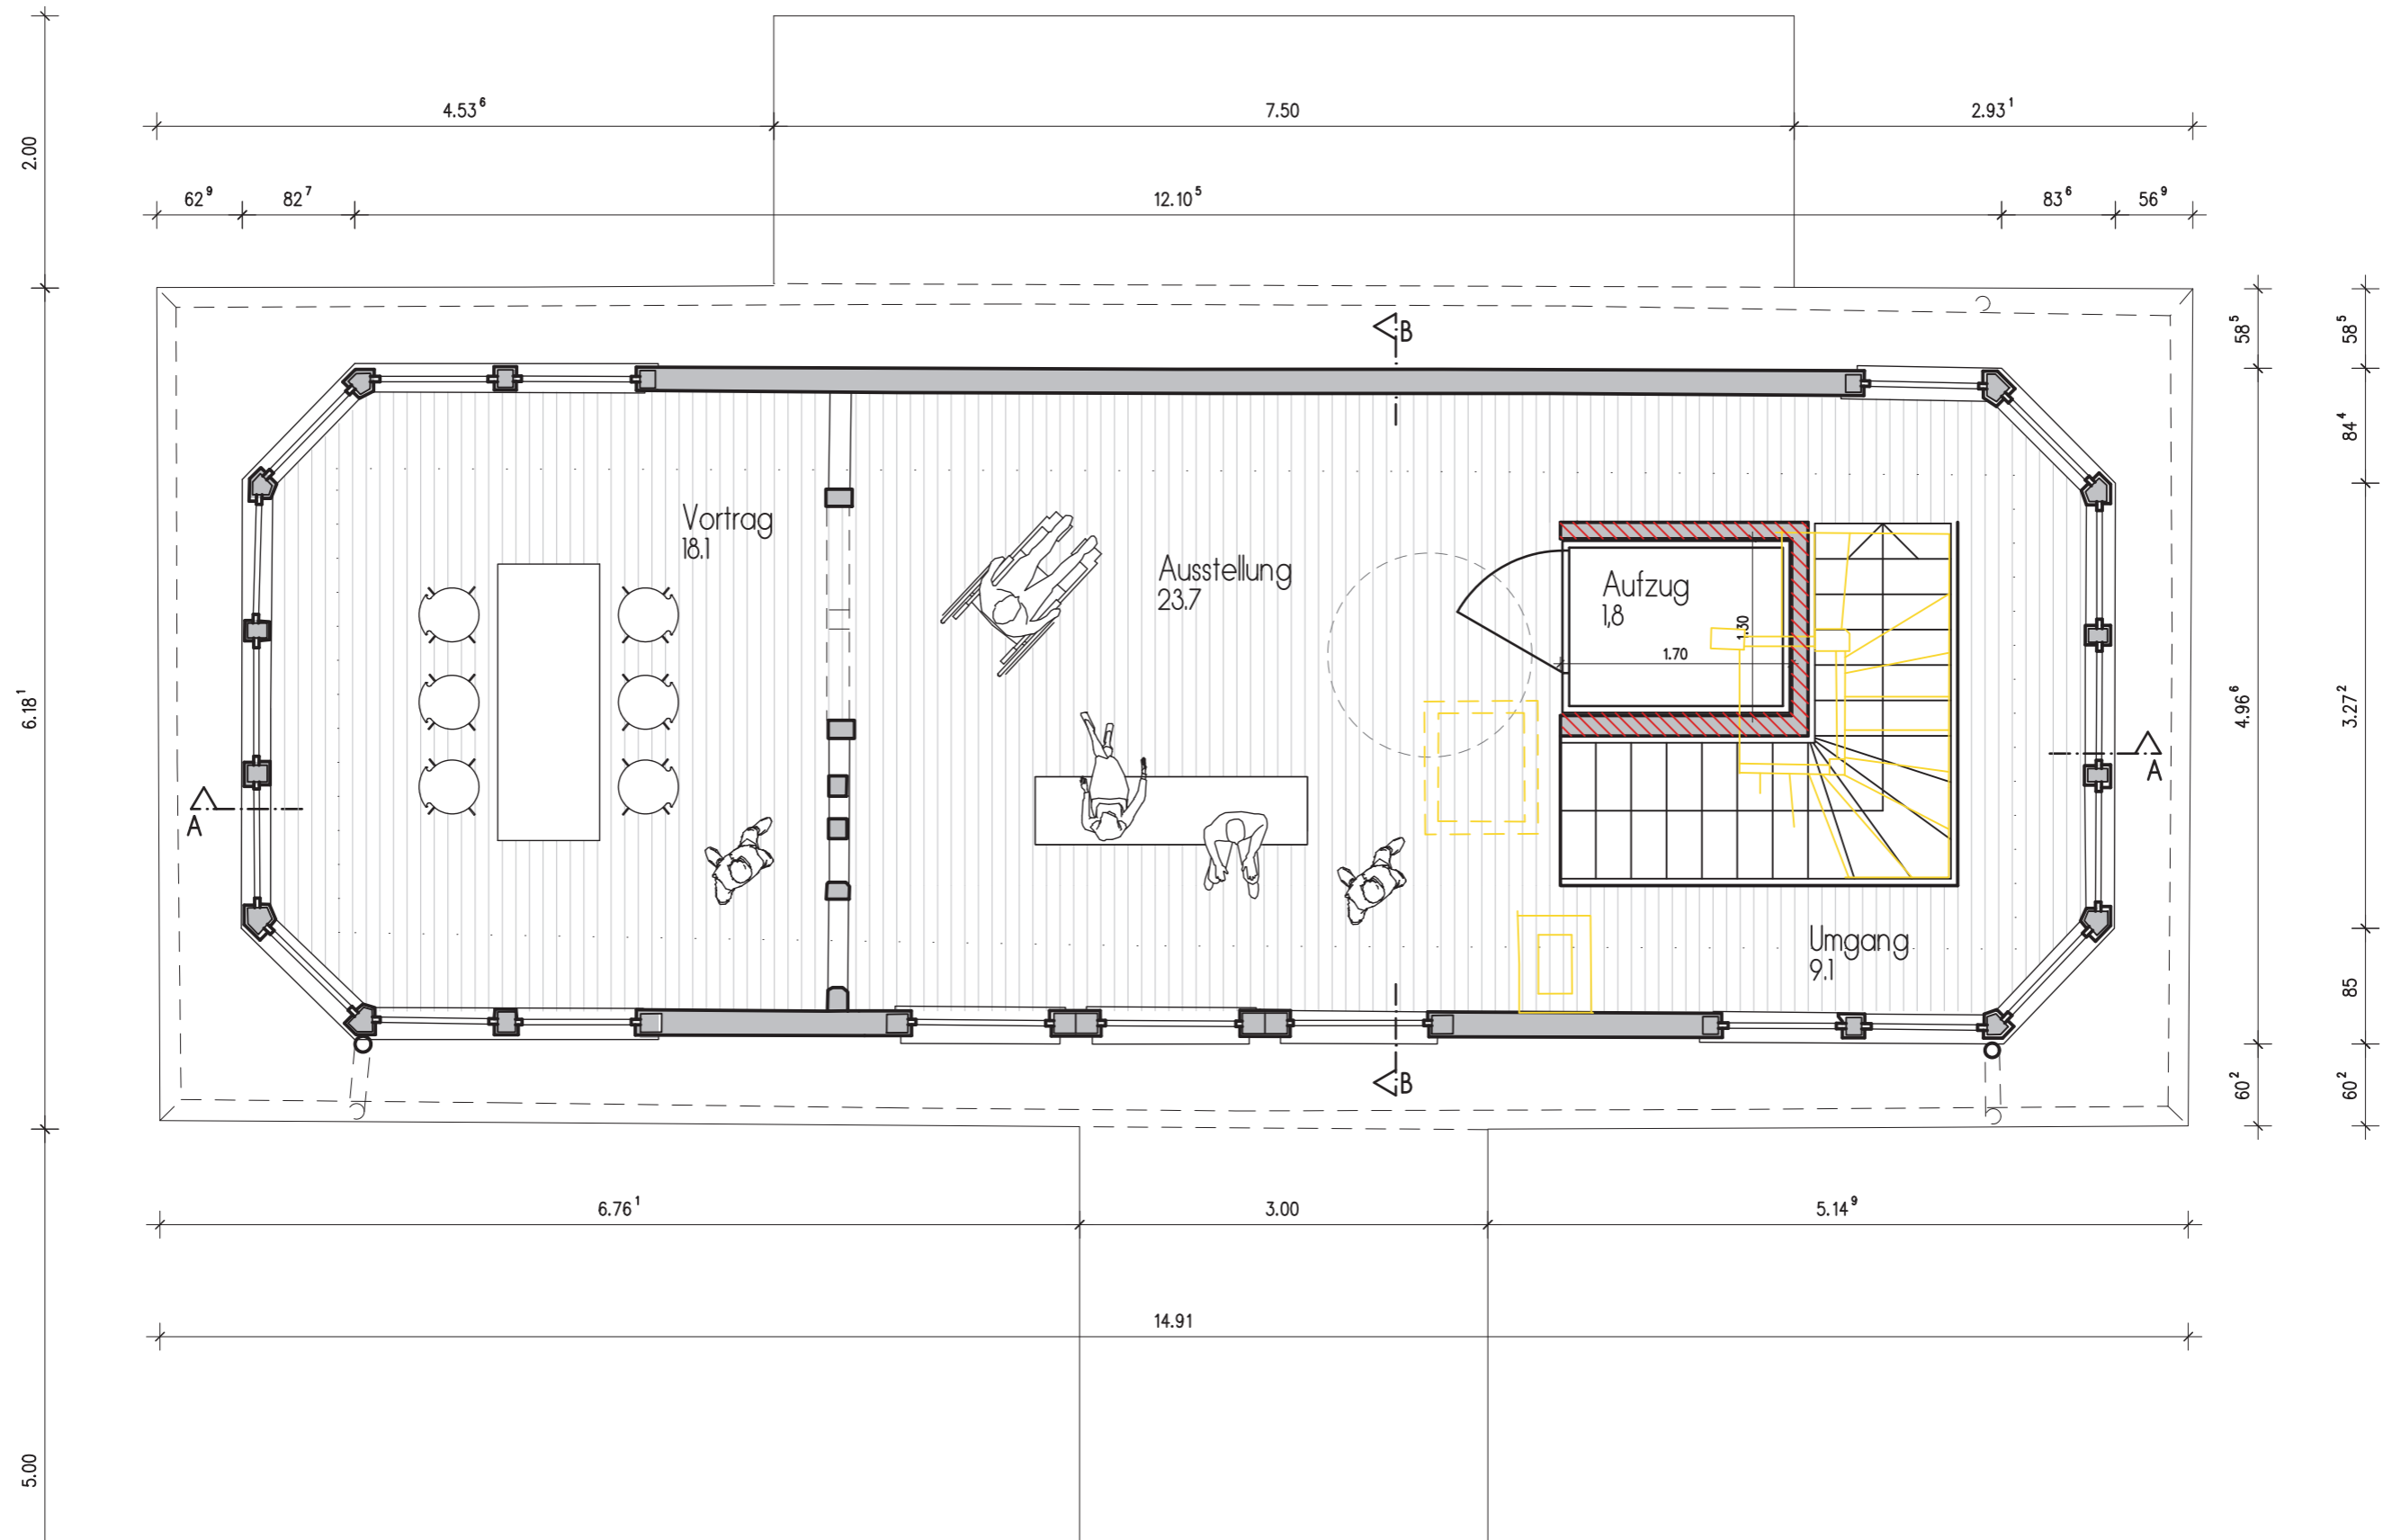 4.53⁶ 7.50 2.93¹
2.00
62⁹ 82⁷ 12.10⁵ 83⁶ 56⁹
B
58⁵ 58⁵
84⁴
Vortrag
18.1
Ausstellung
23.7
Aufzug
1,8
1.30
1.70
6.18¹
4.96⁶ 3.27²
A A
Umgang
9.1
85
B
60² 60²
6.76¹ 3.00 5.14⁹
14.91
5.00